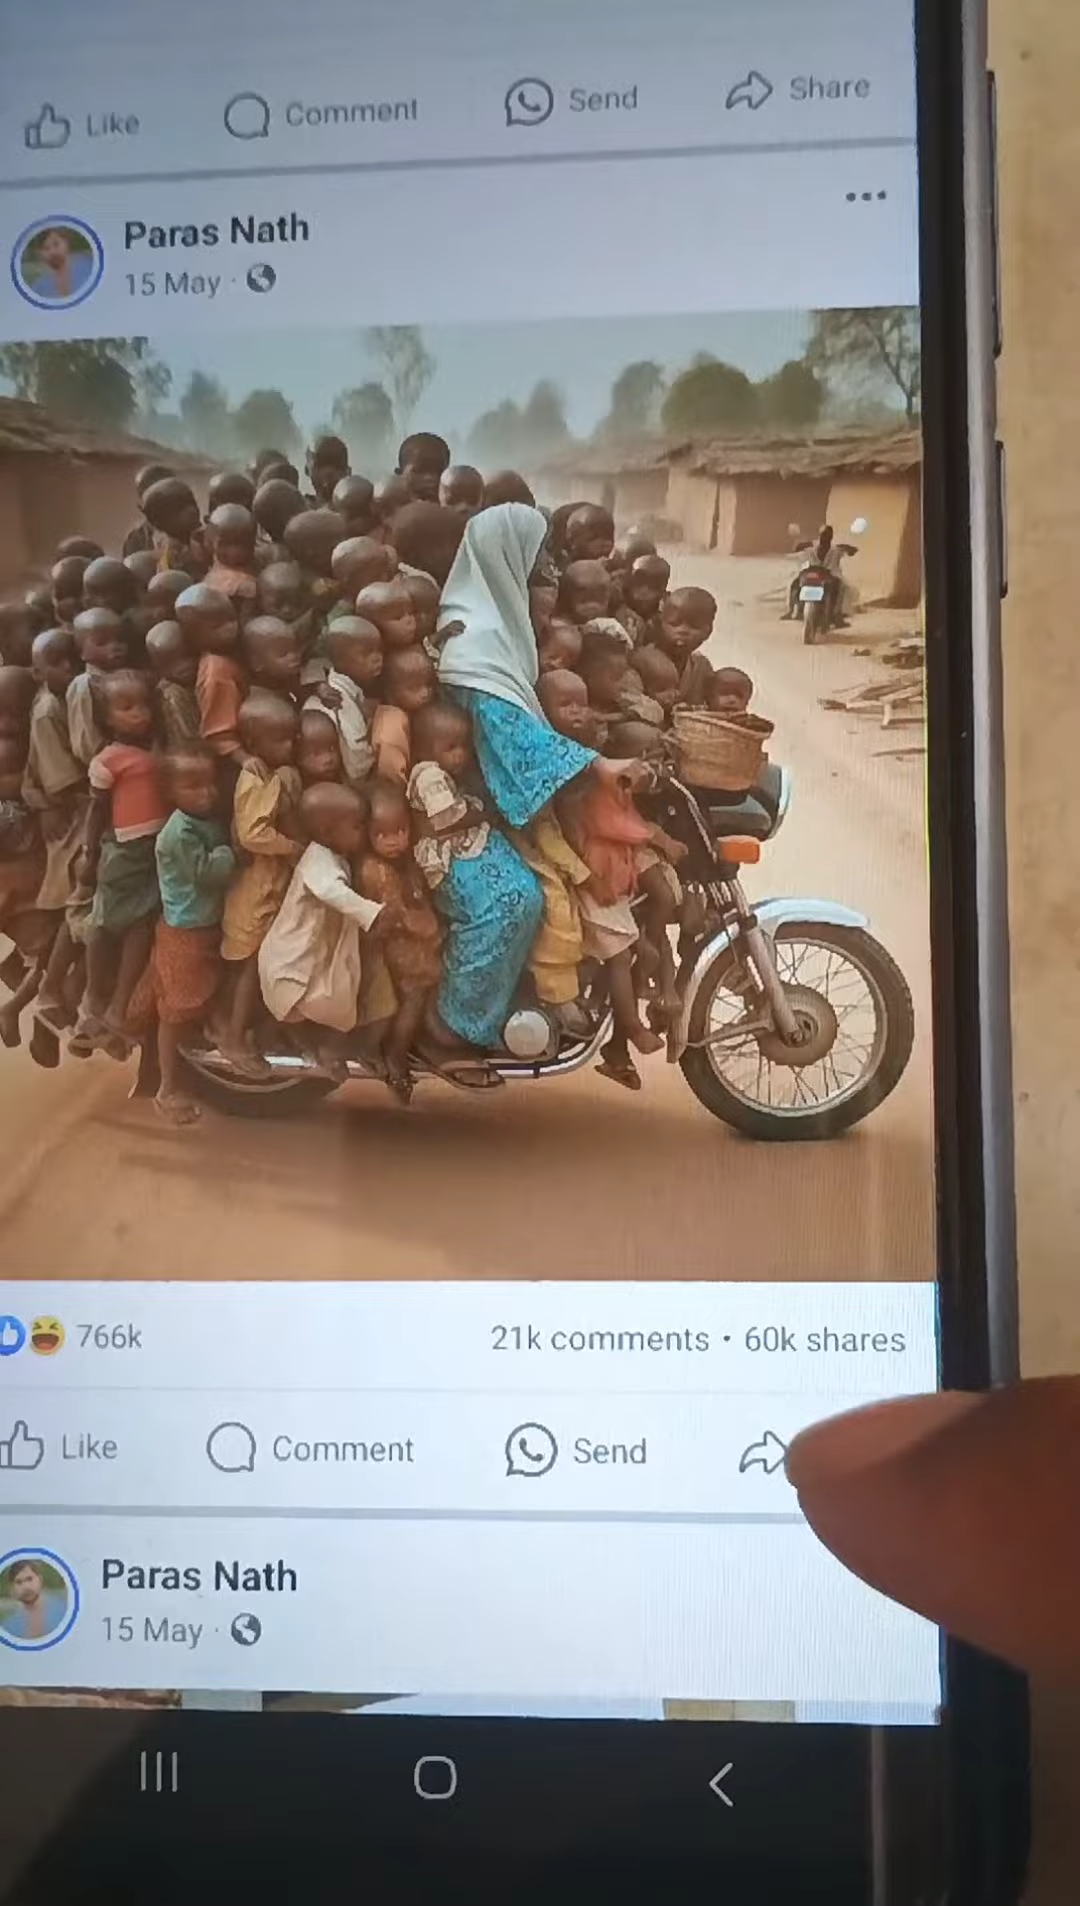 Like Comment Send Share
Paras Nath
15 May ·
766k 21k comments • 60k shares
Like Comment Send
Paras Nath
15 May ·